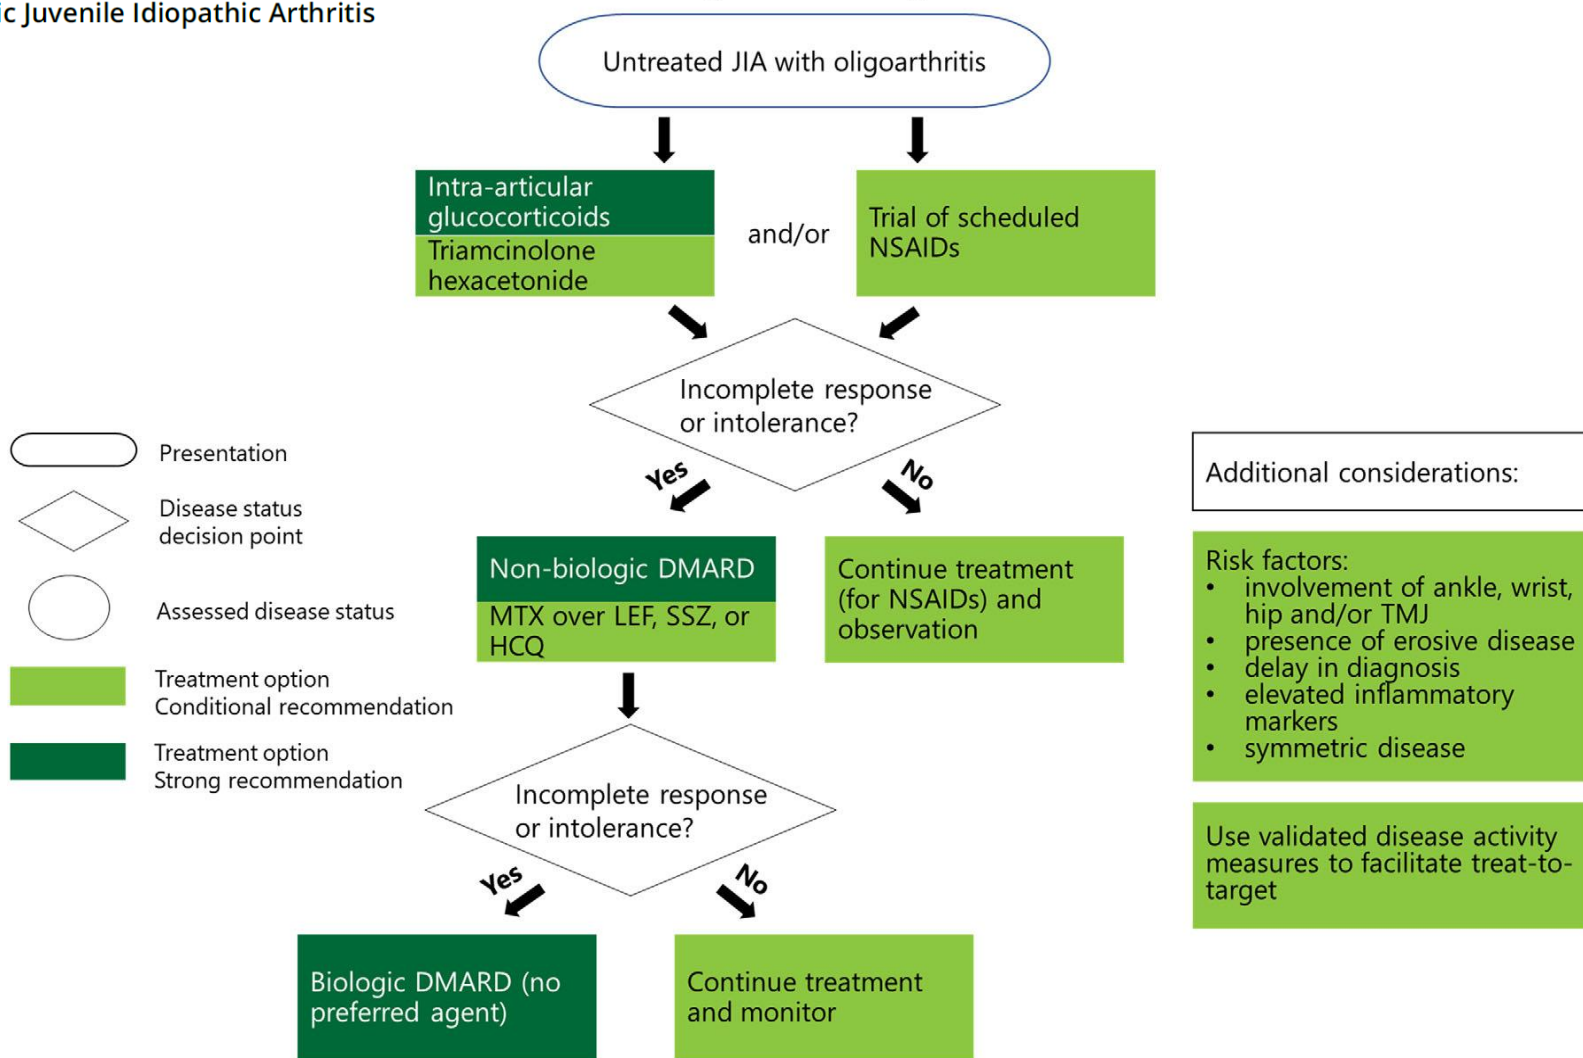 ic Juvenile Idiopathic Arthritis
Untreated JIA with oligoarthritis
Intra-articular
glucocorticoids
Triamcinolone
hexacetonide
and/or
Trial of scheduled
NSAIDs
Incomplete response
or intolerance?
Yes
No
Non-biologic DMARD
MTX over LEF, SSZ, or
HCQ
Continue treatment
(for NSAIDs) and
observation
Incomplete response
or intolerance?
Yes
No
Biologic DMARD (no
preferred agent)
Continue treatment
and monitor
Presentation
Disease status
decision point
Assessed disease status
Treatment option
Conditional recommendation
Treatment option
Strong recommendation
Additional considerations:
Risk factors:
• involvement of ankle, wrist,
hip and/or TMJ
• presence of erosive disease
• delay in diagnosis
• elevated inflammatory
markers
• symmetric disease
Use validated disease activity
measures to facilitate treat-to-
target